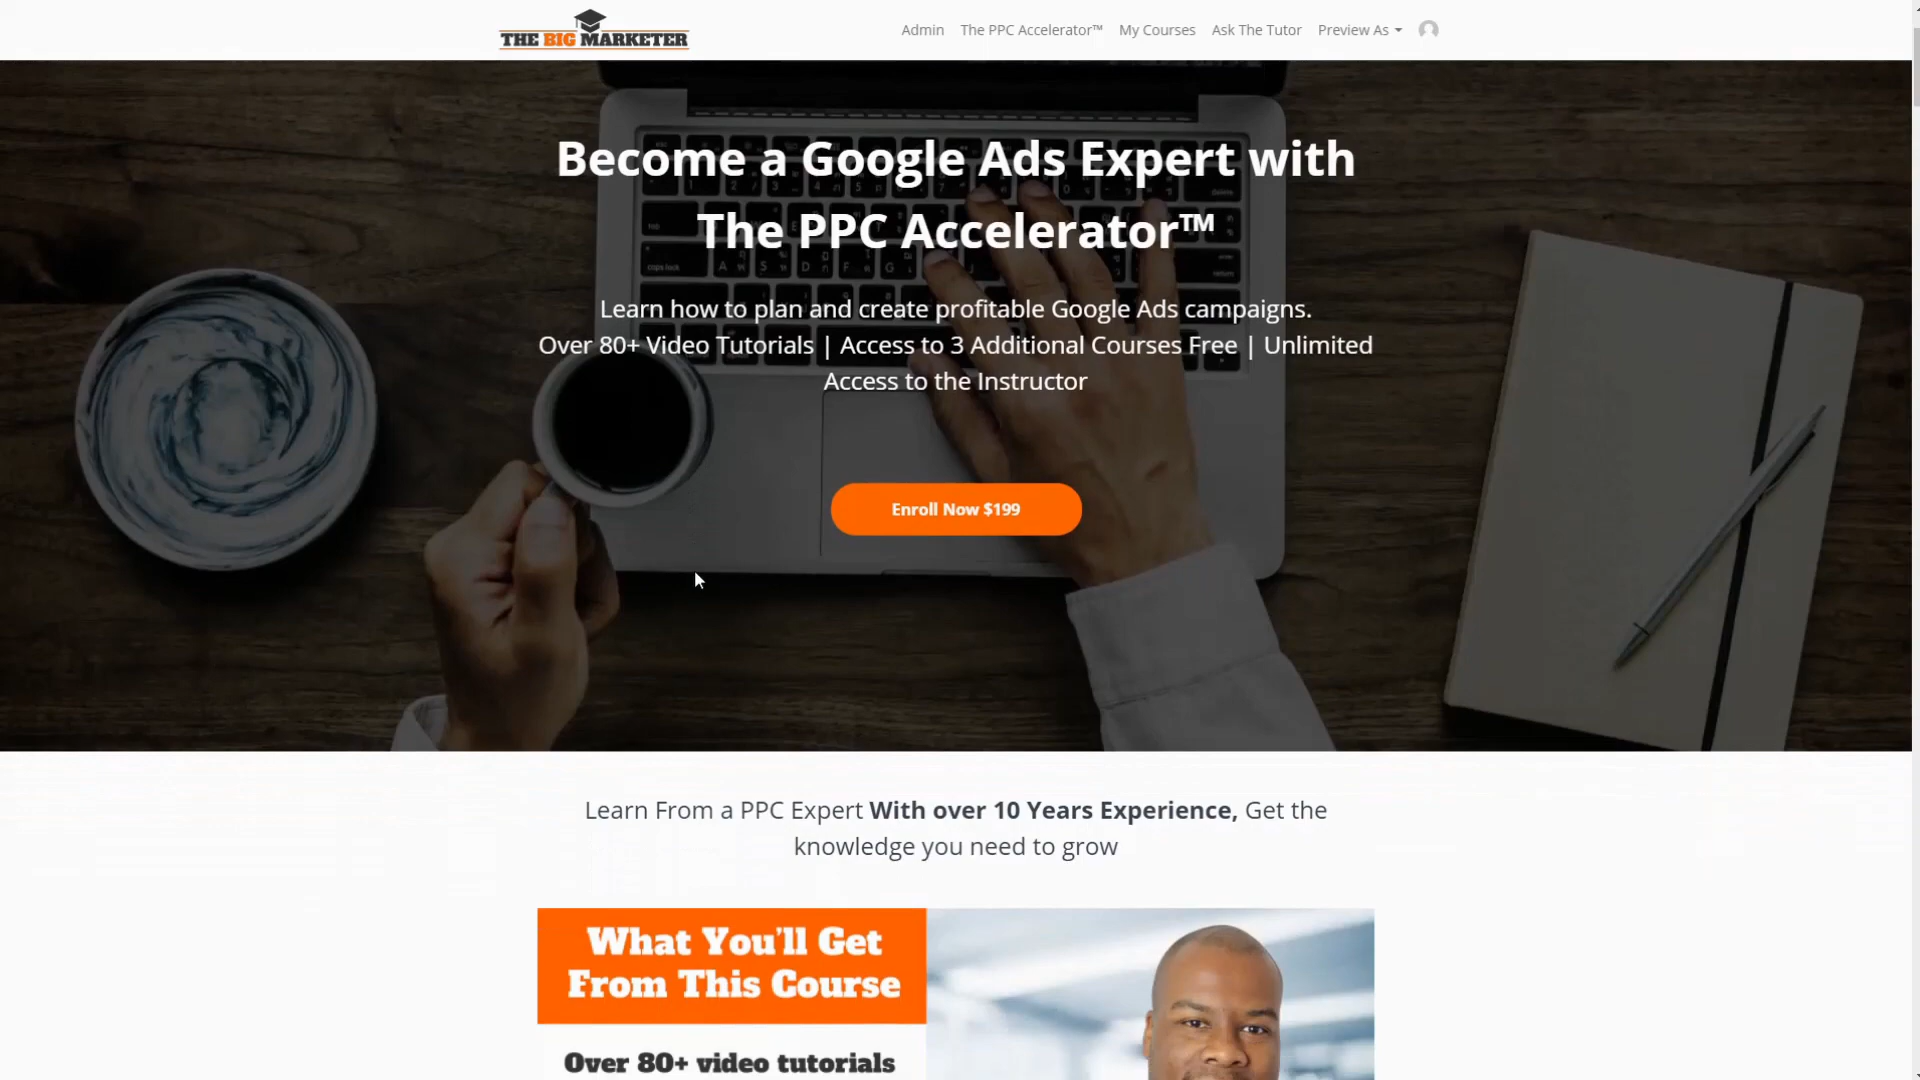 THE BIG MARKETER
Admin
The PPC Accelerator™
My Courses
Ask The Tutor
Preview As
Become a Google Ads Expert with
The PPC Accelerator™
Learn how to plan and create profitable Google Ads campaigns.
Over 80+ Video Tutorials | Access to 3 Additional Courses Free | Unlimited
Access to the Instructor
Enroll Now $199
Learn From a PPC Expert With over 10 Years Experience, Get the
knowledge you need to grow
What You'll Get
From This Course
Over 80+ video tutorials